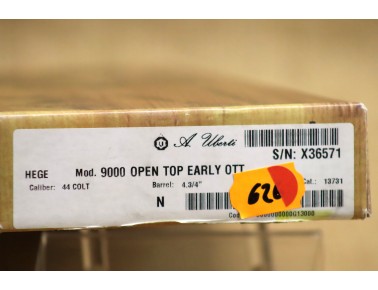 A. Uberti
S/N: X36571
HEGE Mod. 9000 OPEN TOP EARLY OTT
Caliber: 44 COLT Barrel: 4.3/4" Cat.: 13731
N
626